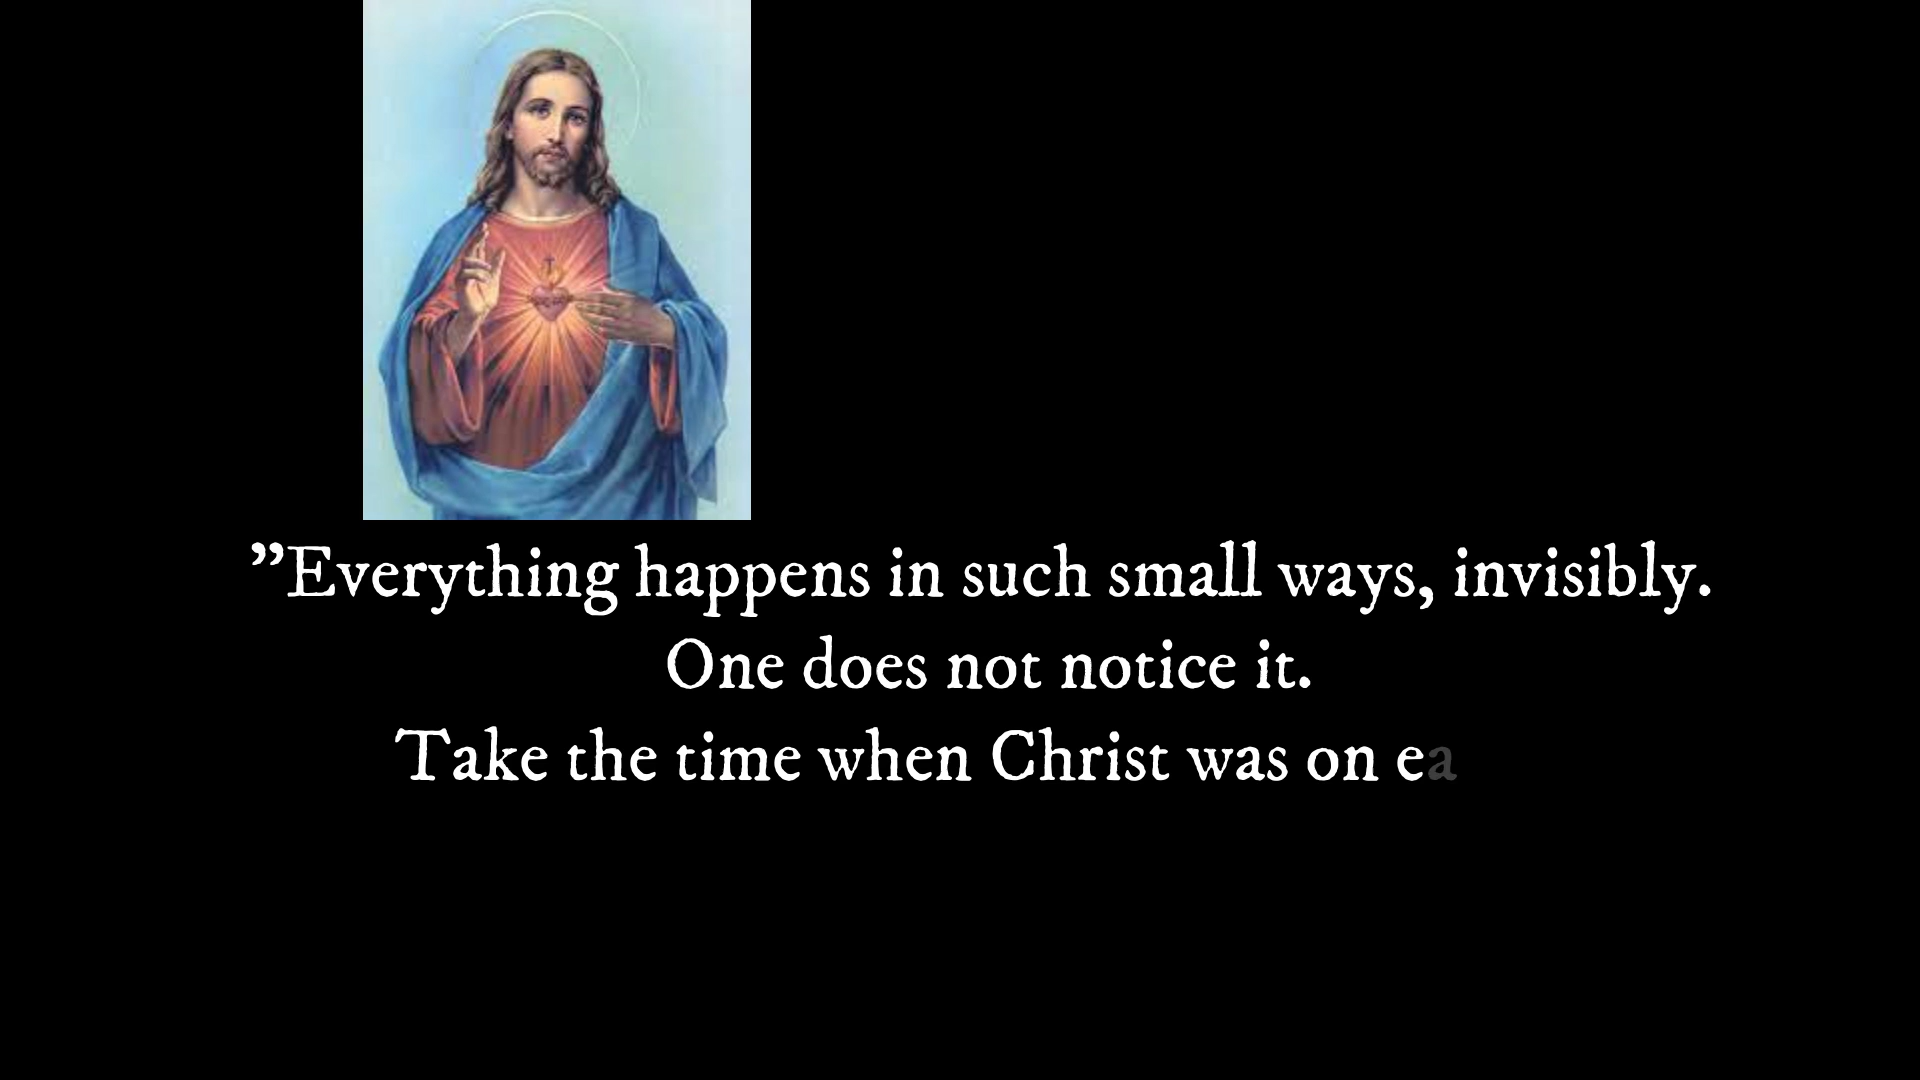 ”Everything happens in such small ways, invisibly.
One does not notice it.
Take the time when Christ was on ea